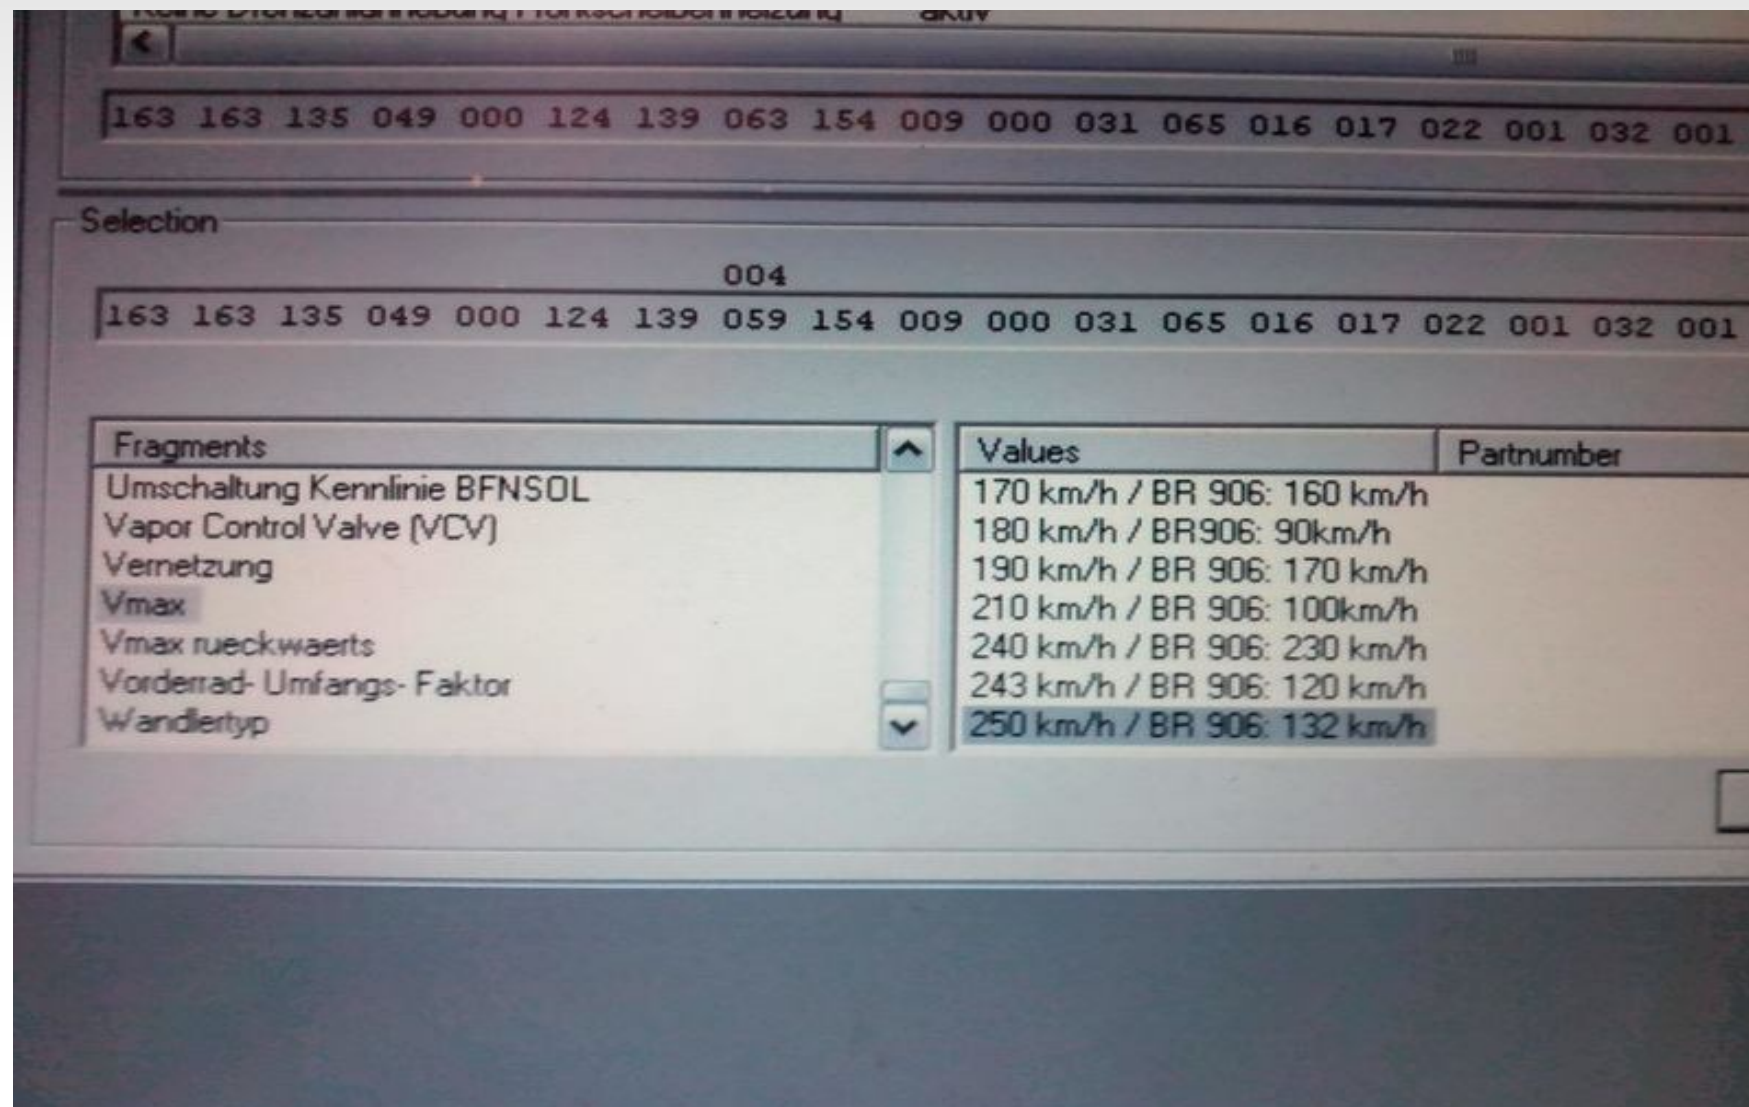 aktiv
163 163 135 049 000 124 139 063 154 009 000 031 065 016 017 022 001 032 001
Selection
004
163 163 135 049 000 124 139 059 154 009 000 031 065 016 017 022 001 032 001
Fragments
Umschaltung Kennlinie BFNSOL
Vapor Control Valve (VCV)
Vernetzung
Vmax
Vmax rueckwaerts
Vorderrad- Umfangs- Faktor
Wandlertyp
Values Partnumber
170 km/h / BR 906: 160 km/h
180 km/h / BR906: 90km/h
190 km/h / BR 906: 170 km/h
210 km/h / BR 906: 100km/h
240 km/h / BR 906: 230 km/h
243 km/h / BR 906: 120 km/h
250 km/h / BR 906: 132 km/h